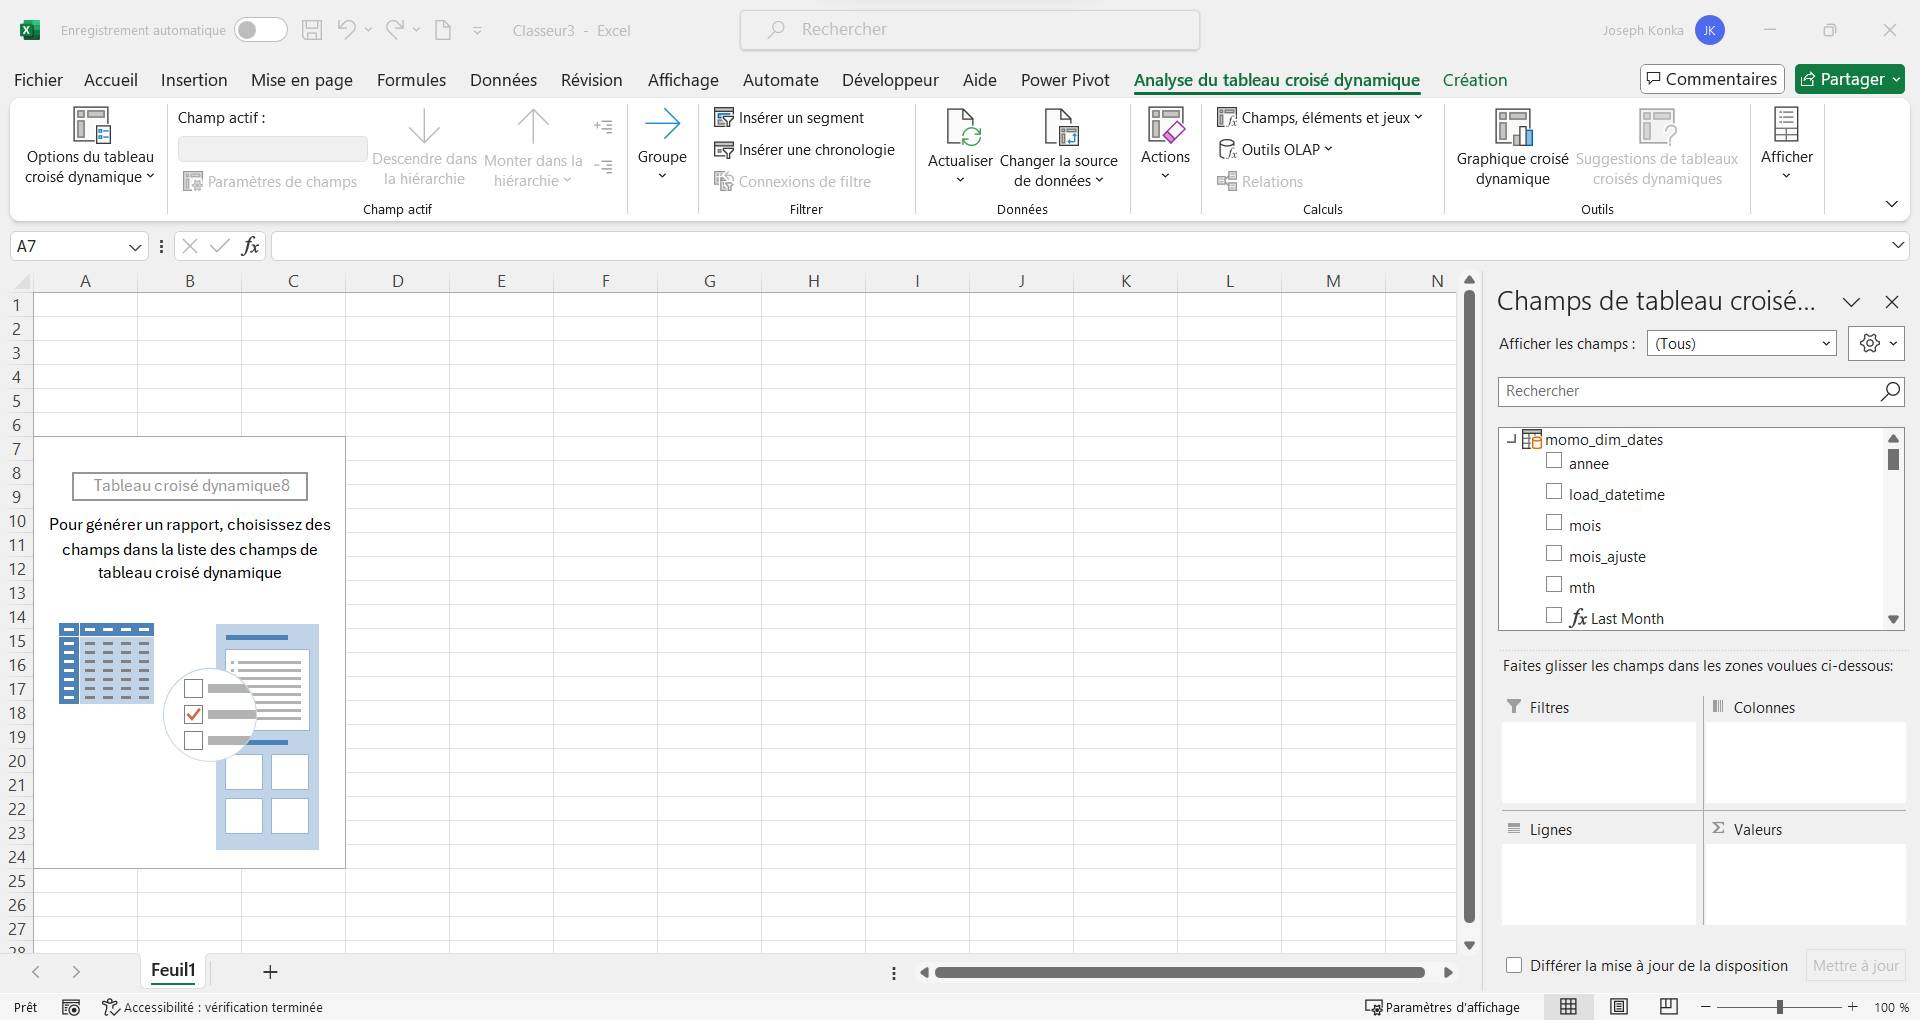 Enregistrement automatique
Classeur3 - Excel
Rechercher
Joseph Konka
JK
Fichier Accueil Insertion Mise en page Formules Données Révision Affichage Automate Développeur Aide Power Pivot Analyse du tableau croisé dynamique Création
Commentaires
Partager
Options du tableau
croisé dynamique
Champ actif :
Paramètres de champs
Descendre dans
la hiérarchie
Monter dans la
hiérarchie
Champ actif
Groupe
Insérer un segment
Insérer une chronologie
Connexions de filtre
Filtrer
Actualiser
Changer la source
de données
Données
Actions
Champs, éléments et jeux
Outils OLAP
Relations
Calculs
Graphique croisé
dynamique
Suggestions de tableaux
croisés dynamiques
Outils
Afficher
A7
fx
A B C D E F G H I J K L M N
1
2
3
4
5
6
7
8
9
10
11
12
13
14
15
16
17
18
19
20
21
22
23
24
25
26
27
28
Tableau croisé dynamique8
Pour générer un rapport, choisissez des
champs dans la liste des champs de
tableau croisé dynamique
Champs de tableau croisé...
Afficher les champs : (Tous)
Rechercher
momo_dim_dates
annee
load_datetime
mois
mois_ajuste
mth
fx Last Month
Faites glisser les champs dans les zones voulues ci-dessous:
Filtres
Colonnes
Lignes
Σ Valeurs
Différer la mise à jour de la disposition
Mettre à jour
Feuil1
Prêt
Accessibilité : vérification terminée
Paramètres d'affichage
100 %